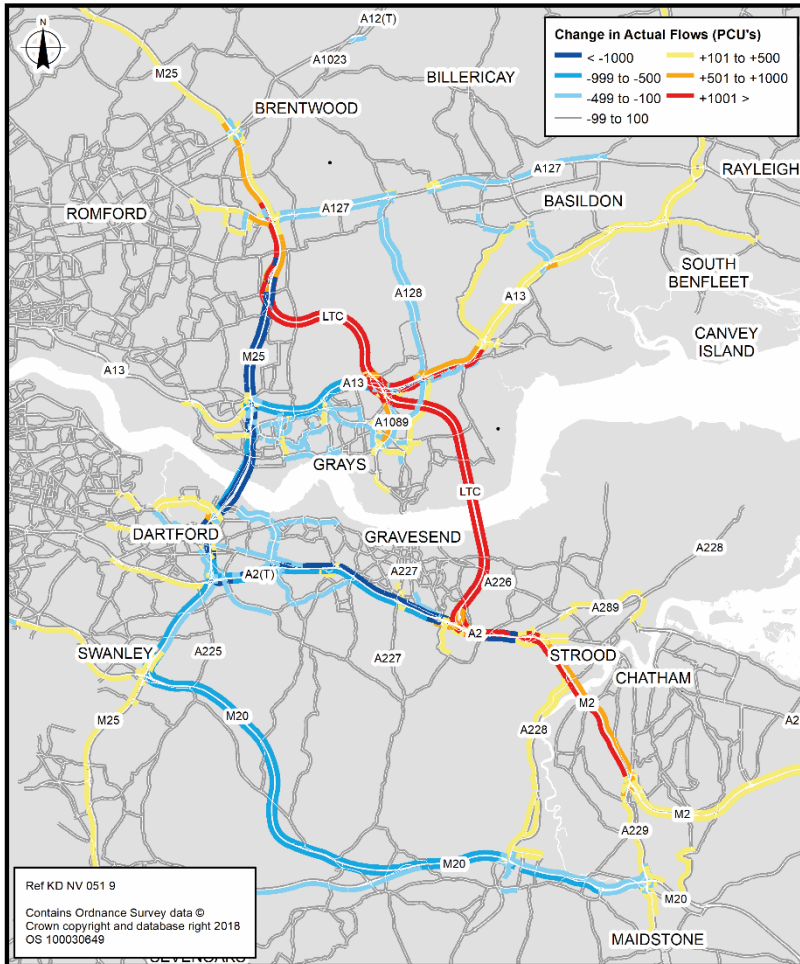 N
A12(T)
A1023
M25
BILLERICAY
BRENTWOOD
Change in Actual Flows (PCU's)
< -1000
+101 to +500
-999 to -500
+501 to +1000
-499 to -100
+1001 >
-99 to 100
A127
RAYLEIGH
ROMFORD
A127
BASILDON
SOUTH
BENFLEET
A128
A13
LTC
CANVEY
ISLAND
M25
A13
A13
A1089
GRAYS
LTC
DARTFORD
GRAVESEND
A228
A2(T)
A227
A226
A289
A2
SWANLEY
A225
A227
STROOD
CHATHAM
M20
M2
M25
A228
A2
M2
A229
M20
M20
MAIDSTONE
Ref KD NV 051 9
Contains Ordnance Survey data ©
Crown copyright and database right 2018
OS 100030649